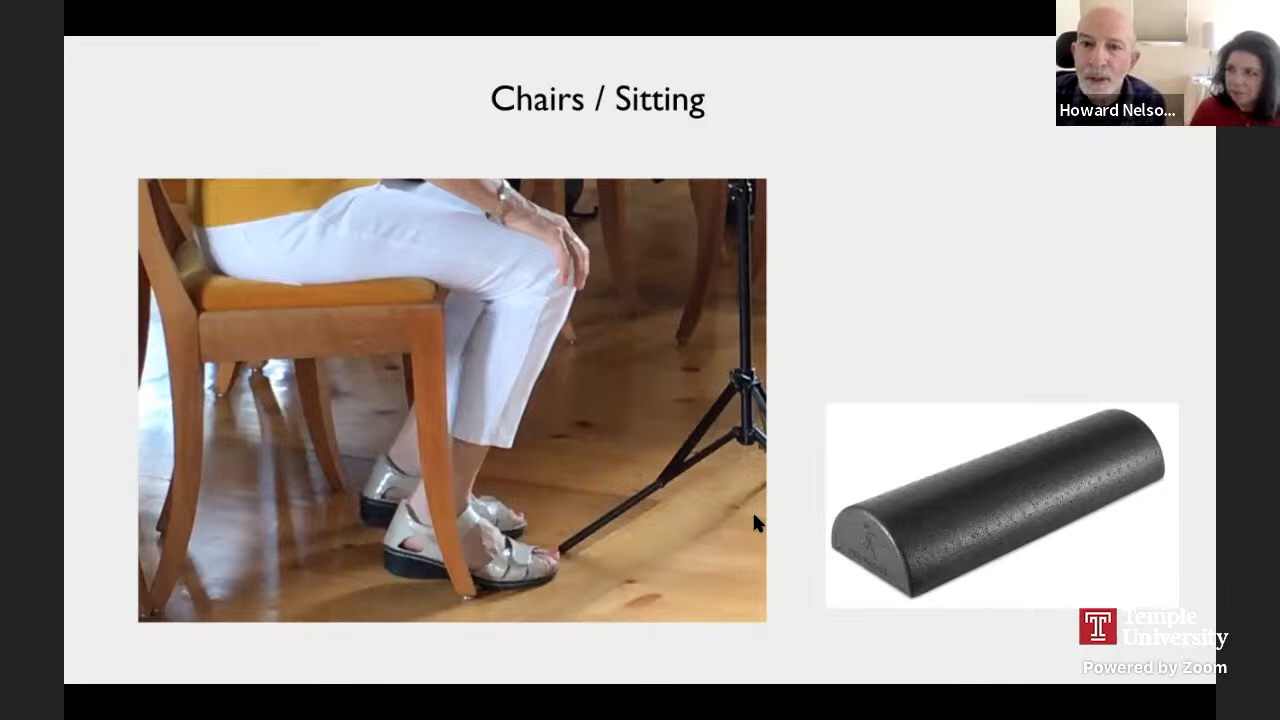 Chairs / Sitting
Howard Nelso...
Temple
University
Powered by Zoom